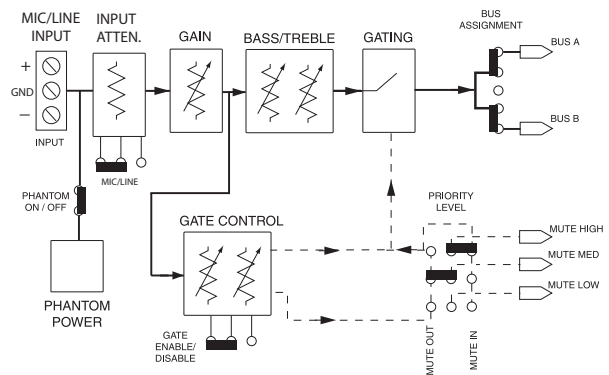 MIC/LINE
INPUT
INPUT
ATTEN.
GAIN
BASS/TREBLE
GATING
BUS
ASSIGNMENT
BUS A
+
GND
−
INPUT
MIC/LINE
BUS B
PHANTOM
ON / OFF
PRIORITY
LEVEL
GATE CONTROL
MUTE HIGH
MUTE MED
MUTE LOW
PHANTOM
POWER
GATE
ENABLE/
DISABLE
MUTE OUT
MUTE IN